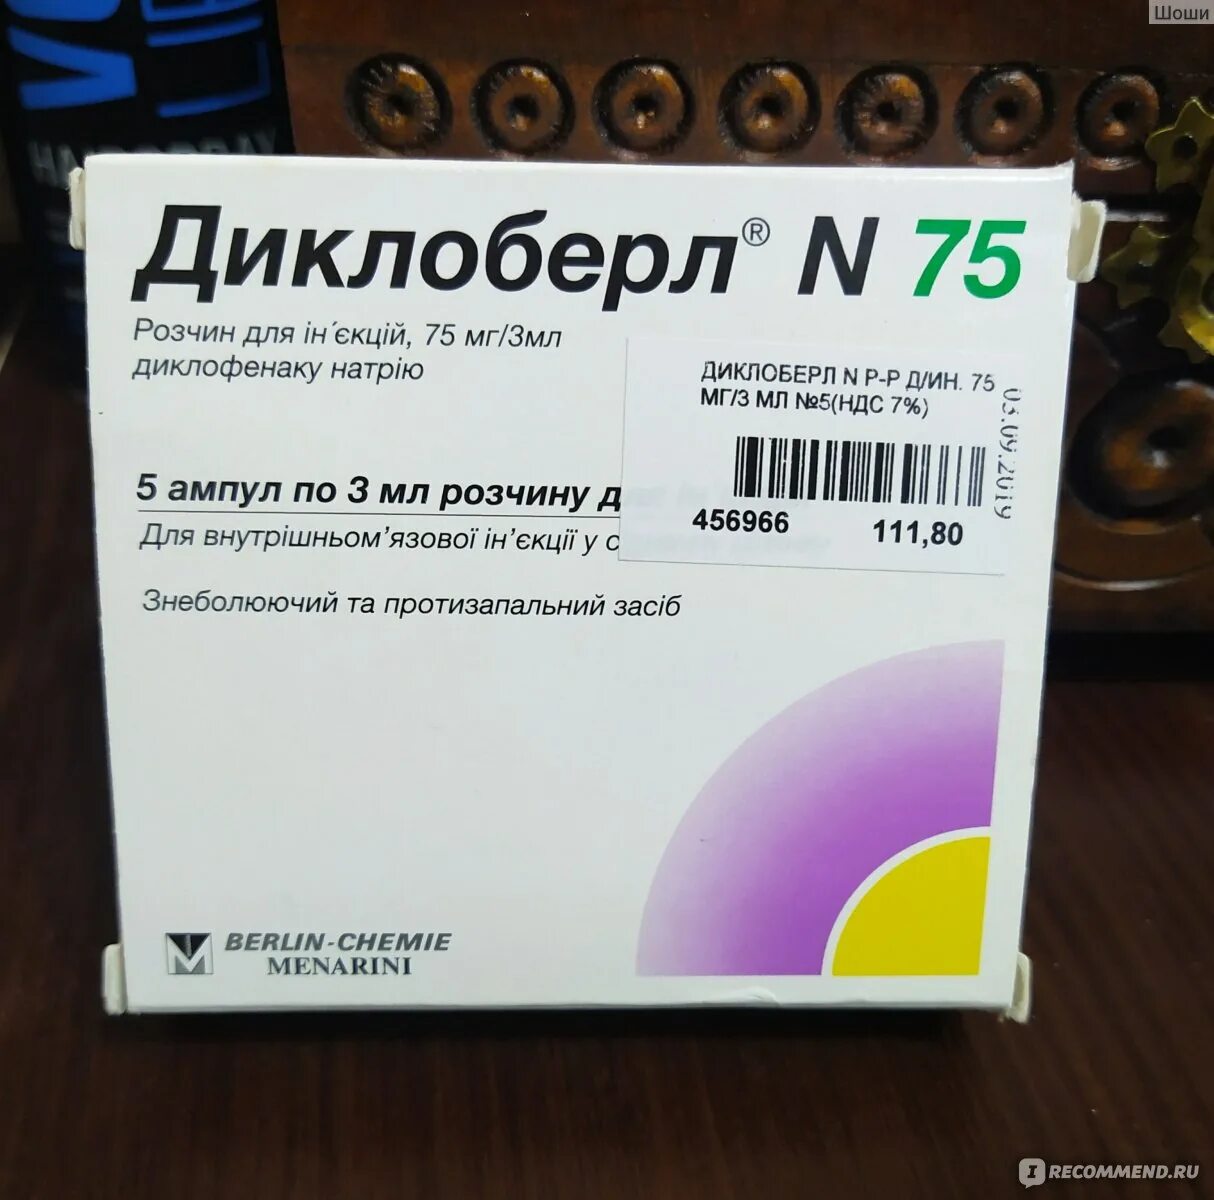 Шоши
Диклоберл® N 75
Розчин для ін´єкцій, 75 мг/3мл
диклофенаку натрію
ДИКЛОБЕРЛ N Р-Р Д/ИН. 75
МГ/3 МЛ №5(НДС 7%)
03.09.2019
456966 111,80
5 ампул по 3 мл розчину
Для внутрішньом’язової ін’єкції у
Знеболюючий та протизапальний засіб
BERLIN-CHEMIE
MENARINI
IRECOMMEND.RU